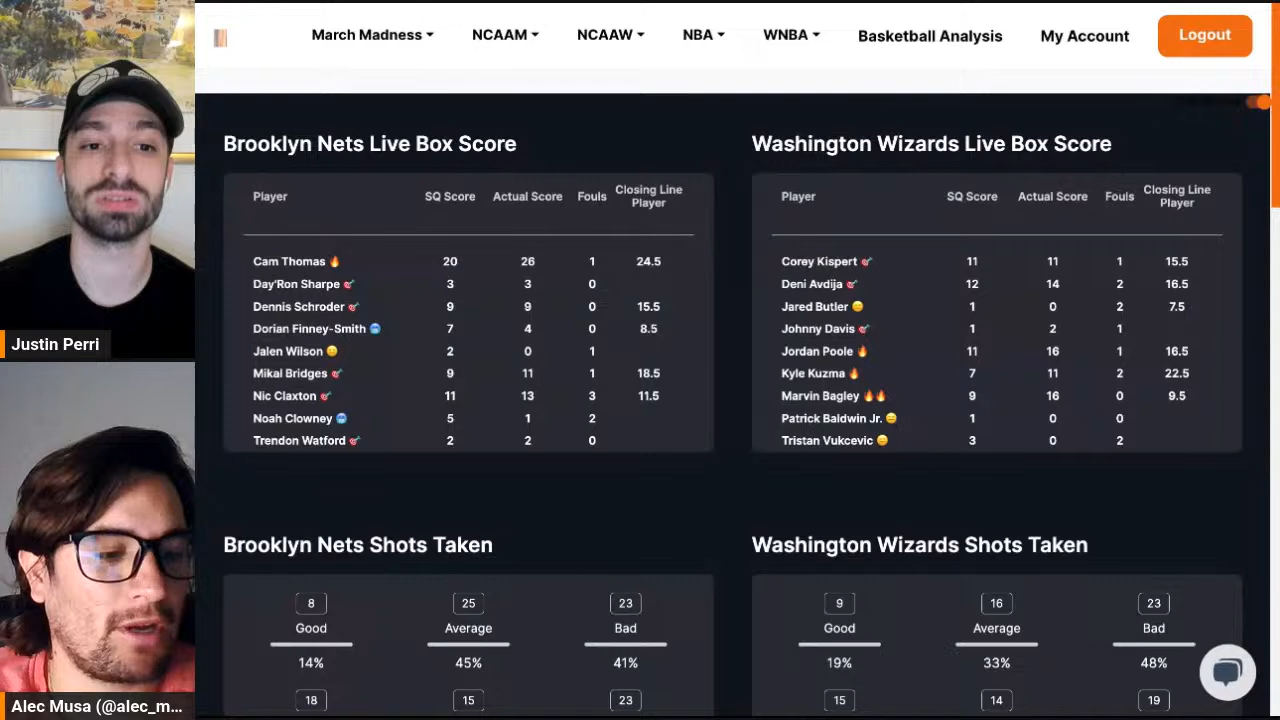 March Madness NCAAM NCAAW NBA WNBA Basketball Analysis My Account Logout
Brooklyn Nets Live Box Score
Player SQ Score Actual Score Fouls Closing Line Player
Cam Thomas 🔥 20 26 1 24.5
Day'Ron Sharpe 🎯 3 3 0
Dennis Schroder 🎯 9 9 0 15.5
Dorian Finney-Smith 🥶 7 4 0 8.5
Jalen Wilson 😑 2 0 1
Mikal Bridges 🎯 9 11 1 18.5
Nic Claxton 🎯 11 13 3 11.5
Noah Clowney 🥶 5 1 2
Trendon Watford 🎯 2 2 0
Washington Wizards Live Box Score
Player SQ Score Actual Score Fouls Closing Line Player
Corey Kispert 🎯 11 11 1 15.5
Deni Avdija 🎯 12 14 2 16.5
Jared Butler 😑 1 0 2 7.5
Johnny Davis 🎯 1 2 1
Jordan Poole 🔥 11 16 1 16.5
Kyle Kuzma 🔥 7 11 2 22.5
Marvin Bagley 🔥🔥 9 16 0 9.5
Patrick Baldwin Jr. 😑 1 0 0
Tristan Vukcevic 😑 3 0 2
Brooklyn Nets Shots Taken
8 25 23
Good Average Bad
14% 45% 41%
18 15 23
Washington Wizards Shots Taken
9 16 23
Good Average Bad
19% 33% 48%
15 14 19
Justin Perri
Alec Musa (@alec_m...